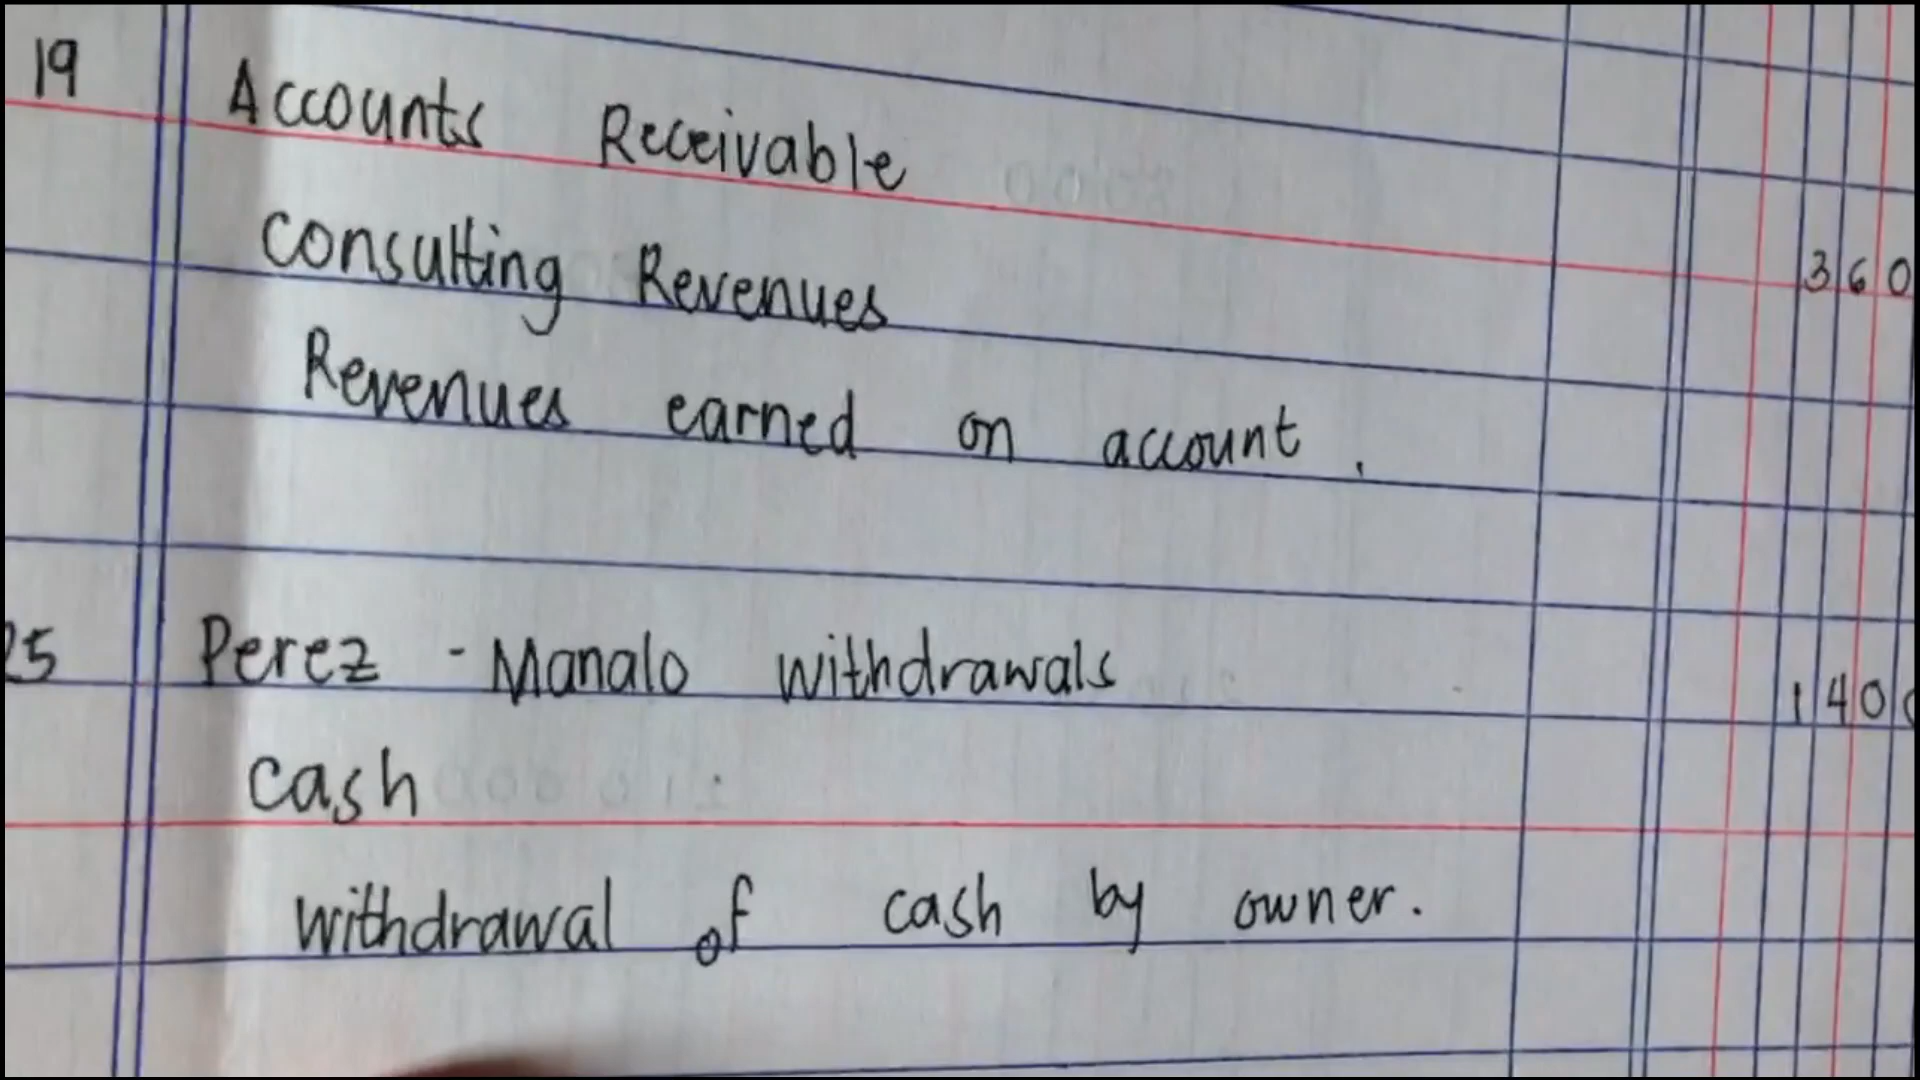 19 Accounts Receivable 360
Consulting Revenues
Revenues earned on account.
25 Perez - Manalo withdrawals 140
cash
withdrawal of cash by owner.